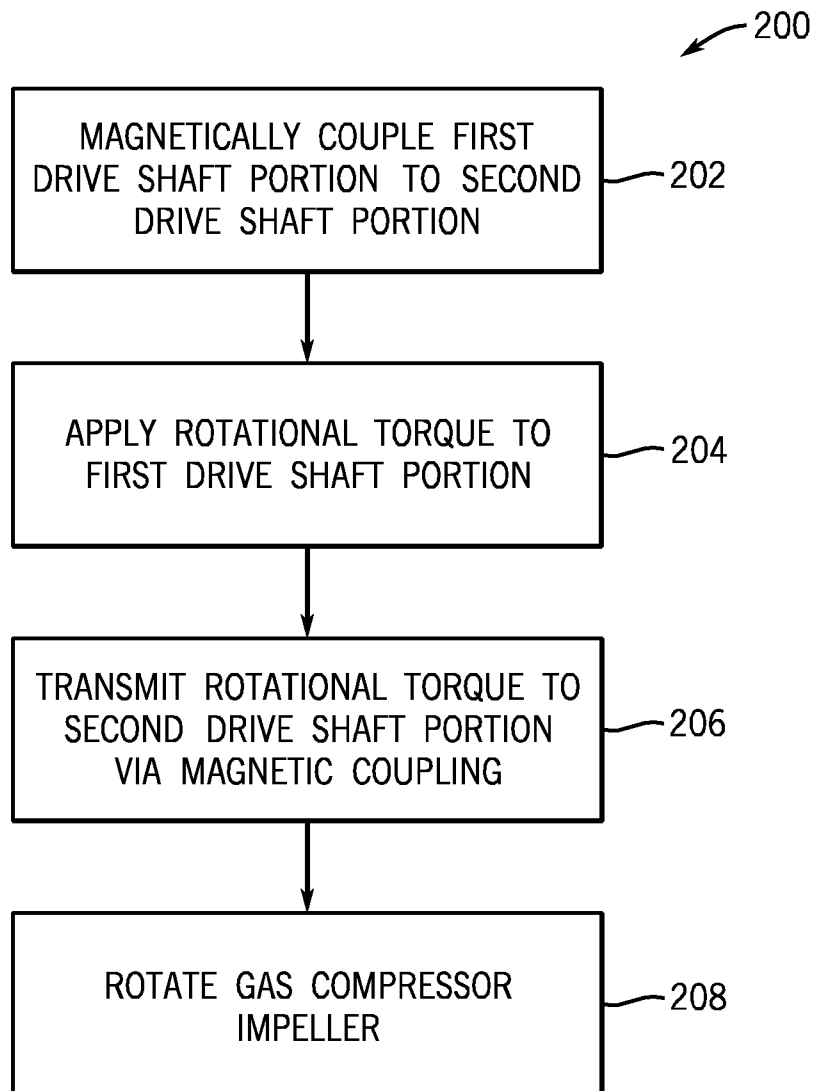 200
MAGNETICALLY COUPLE FIRST
DRIVE SHAFT PORTION TO SECOND
DRIVE SHAFT PORTION
202
APPLY ROTATIONAL TORQUE TO
FIRST DRIVE SHAFT PORTION
204
TRANSMIT ROTATIONAL TORQUE TO
SECOND DRIVE SHAFT PORTION
VIA MAGNETIC COUPLING
206
ROTATE GAS COMPRESSOR
IMPELLER
208